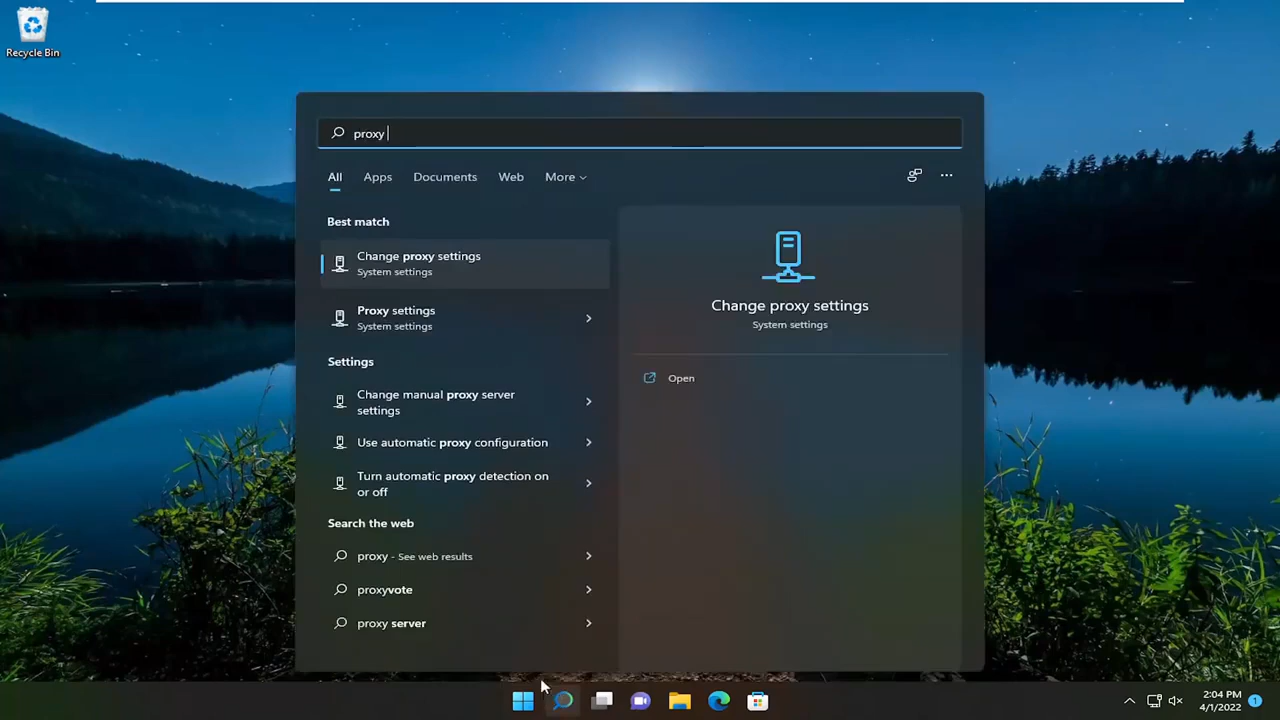 Recycle Bin
proxy
All Apps Documents Web More
Best match
Change proxy settings
System settings
Proxy settings
System settings
Settings
Change manual proxy server
settings
Use automatic proxy configuration
Turn automatic proxy detection on
or off
Search the web
proxy - See web results
proxyvote
proxy server
Change proxy settings
System settings
Open
2:04 PM
4/1/2022
1